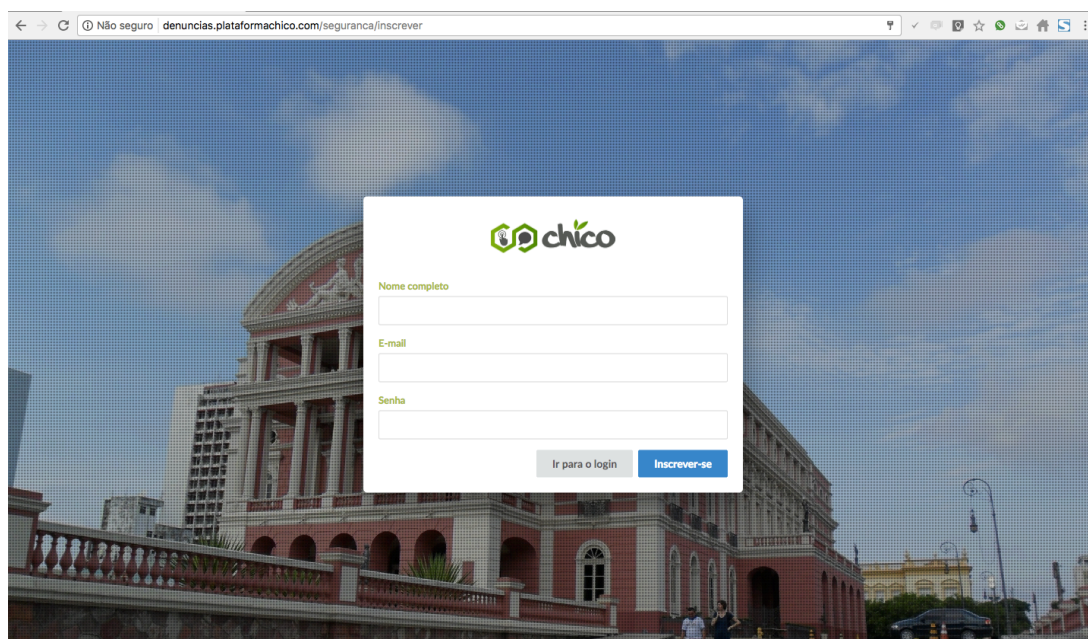 Não seguro denuncias.plataformachico.com/seguranca/inscrever
chico
Nome completo
E-mail
Senha
Ir para o login Inscrever-se